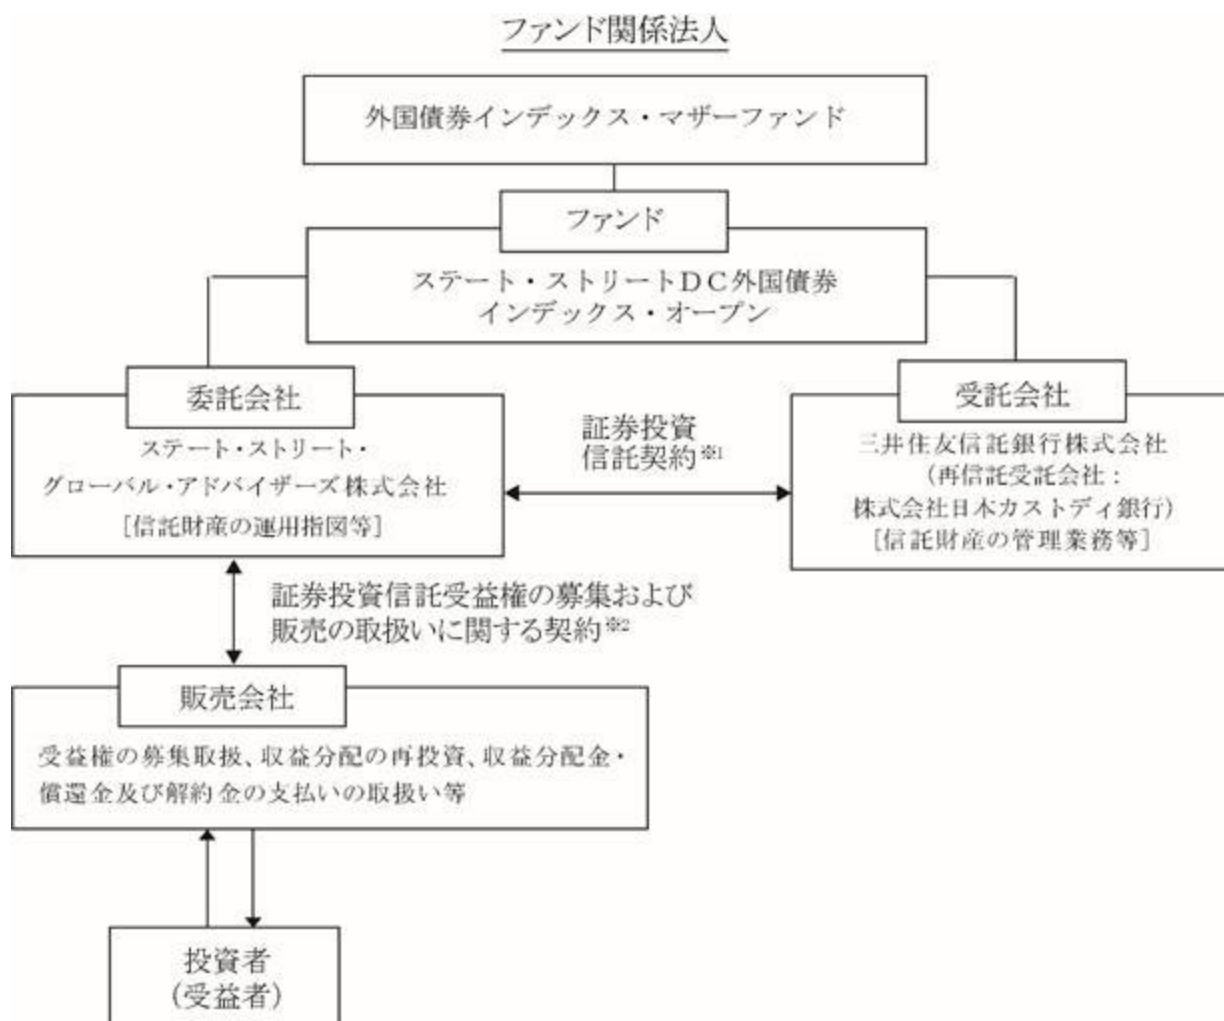 ファンド関係法人
外国債券インデックス・マザーファンド
ファンド
ステート・ストリートＤＣ外国債券
インデックス・オープン
委託会社
ステート・ストリート・
グローバル・アドバイザーズ株式会社
[信託財産の運用指図等]
証券投資
信託契約※1
受託会社
三井住友信託銀行株式会社
(再信託受託会社：
株式会社日本カストディ銀行)
[信託財産の管理業務等]
証券投資信託受益権の募集および
販売の取扱いに関する契約※2
販売会社
受益権の募集取扱、収益分配の再投資、収益分配金・
償還金及び解約金の支払いの取扱い等
投資者
(受益者)